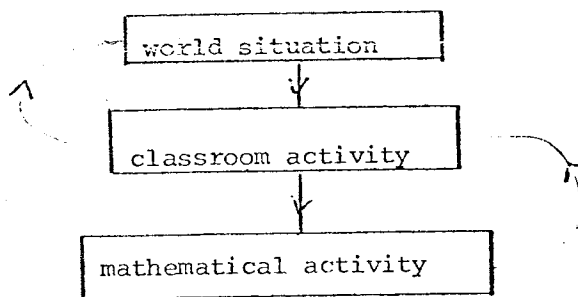 world situation
classroom activity
mathematical activity